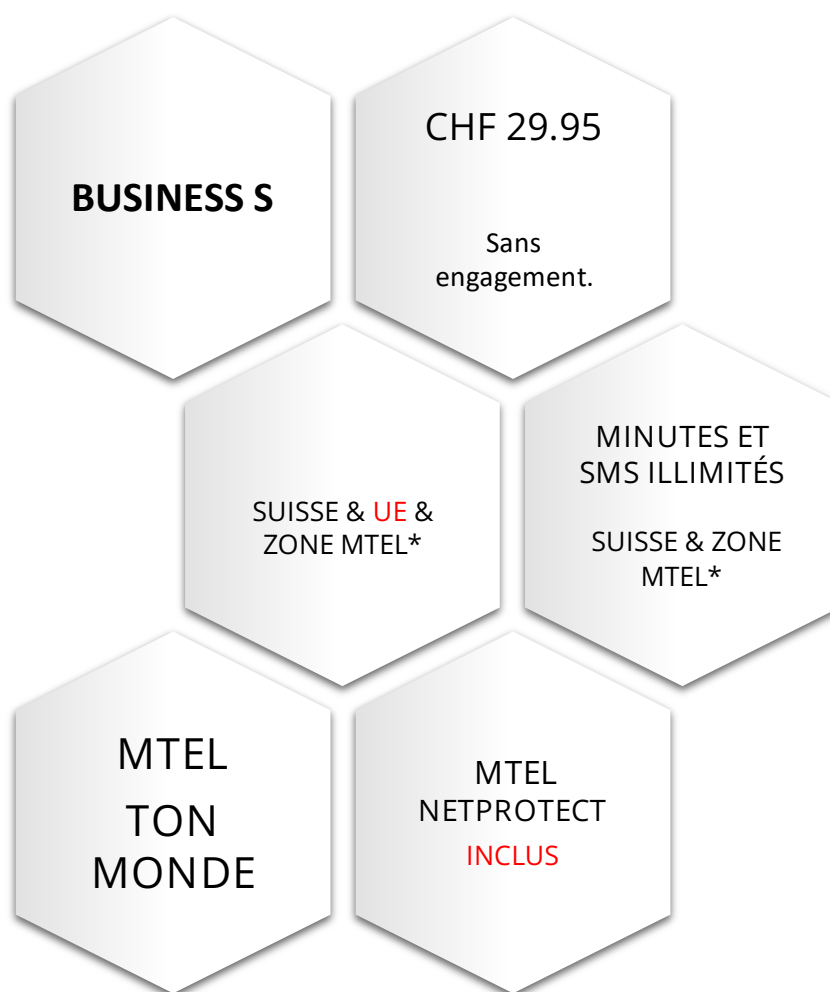 BUSINESS S
CHF 29.95
Sans
engagement.
SUISSE & UE &
ZONE MTEL*
MINUTES ET
SMS ILLIMITÉS
SUISSE & ZONE
MTEL*
MTEL
TON
MONDE
MTEL
NETPROTECT
INCLUS